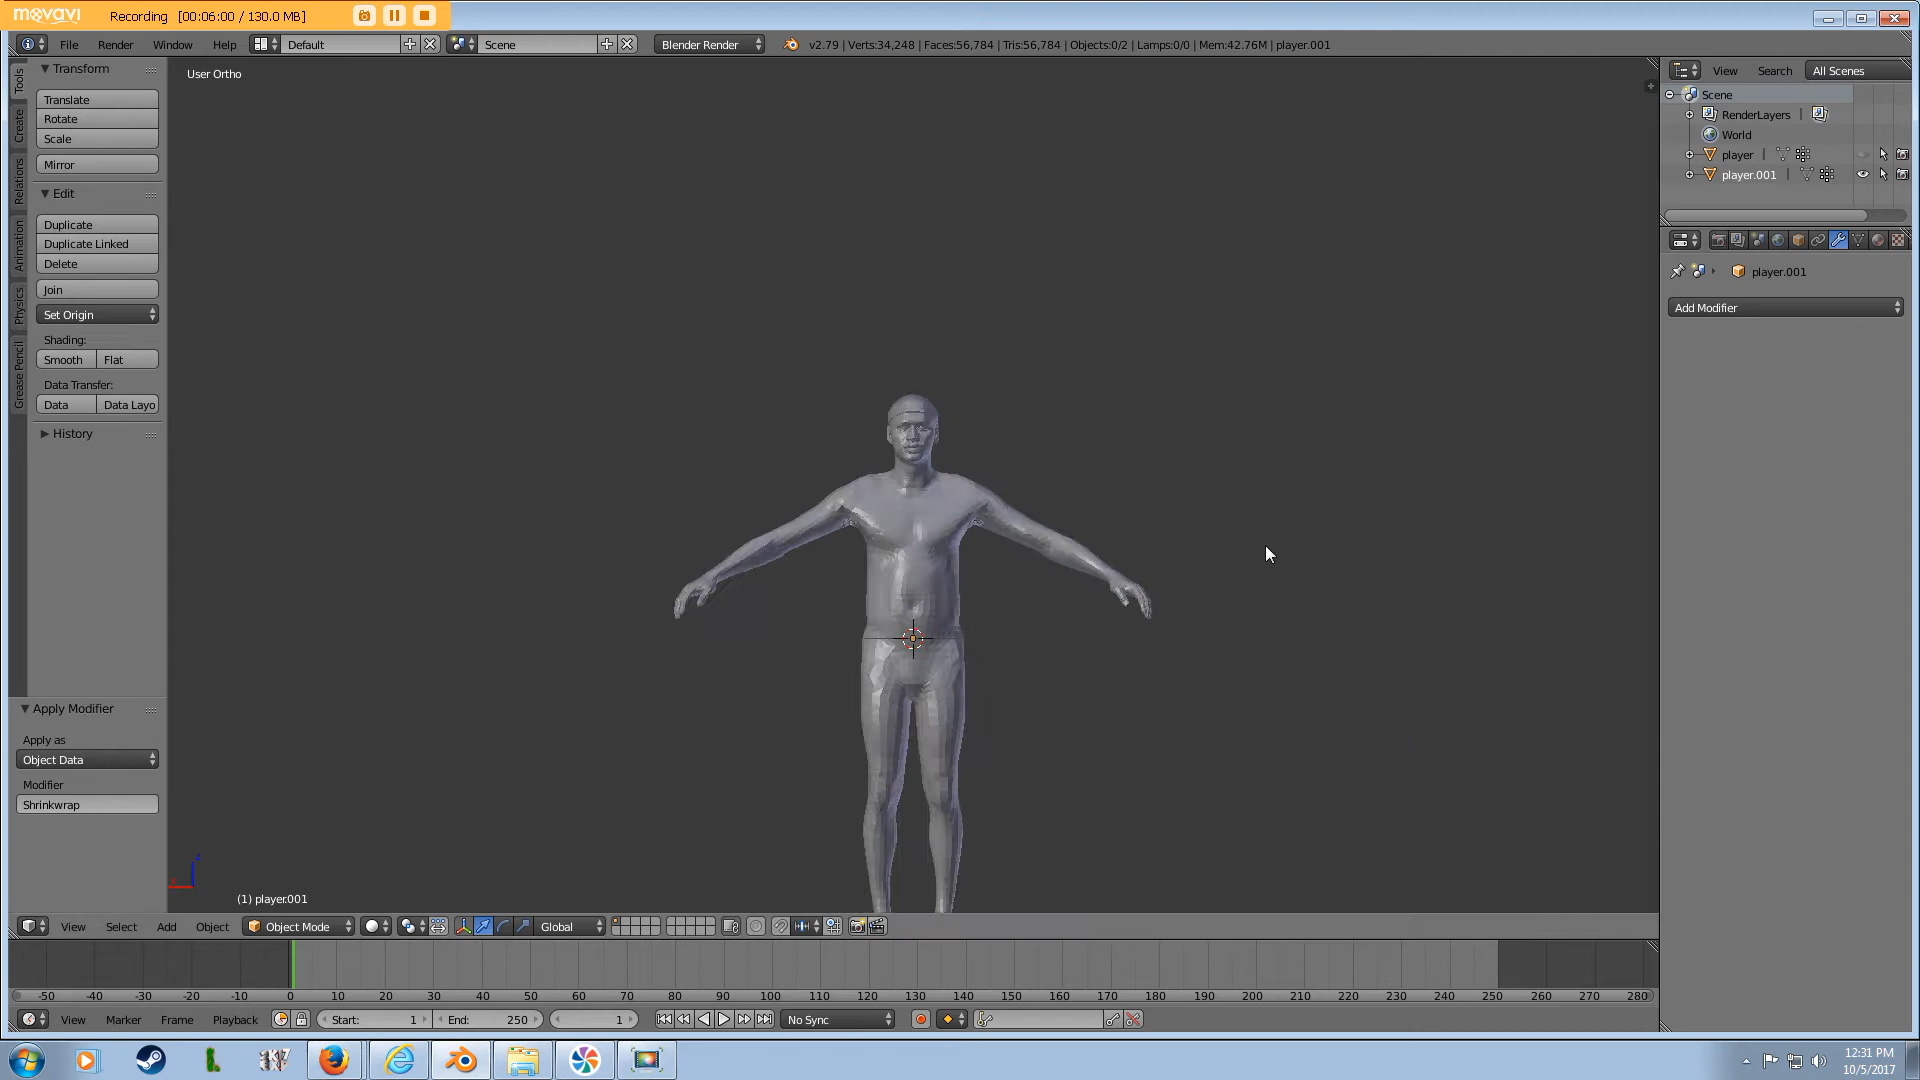 movavi Recording [00:06:00 / 130.0 MB]
File Render Window Help Default Scene Blender Render v2.79 | Verts:34,248 | Faces:56,784 | Tris:56,784 | Objects:0/2 | Lamps:0/0 | Mem:42.76M | player.001
Tools
Create
Relations
Animation
Physics
Grease Pencil
Transform
Translate
Rotate
Scale
Mirror
Edit
Duplicate
Duplicate Linked
Delete
Join
Set Origin
Shading:
Smooth Flat
Data Transfer:
Data Data Layo
History
Apply Modifier
Apply as
Object Data
Modifier
Shrinkwrap
User Ortho
z
x
(1) player.001
View Search All Scenes
Scene
RenderLayers
World
player
player.001
player.001
Add Modifier
View Select Add Object Object Mode Global
-50 -40 -30 -20 -10 0 10 20 30 40 50 60 70 80 90 100 110 120 130 140 150 160 170 180 190 200 210 220 230 240 250 260 270 280
View Marker Frame Playback Start: 1 End: 250 1 No Sync
12:31 PM
10/5/2017